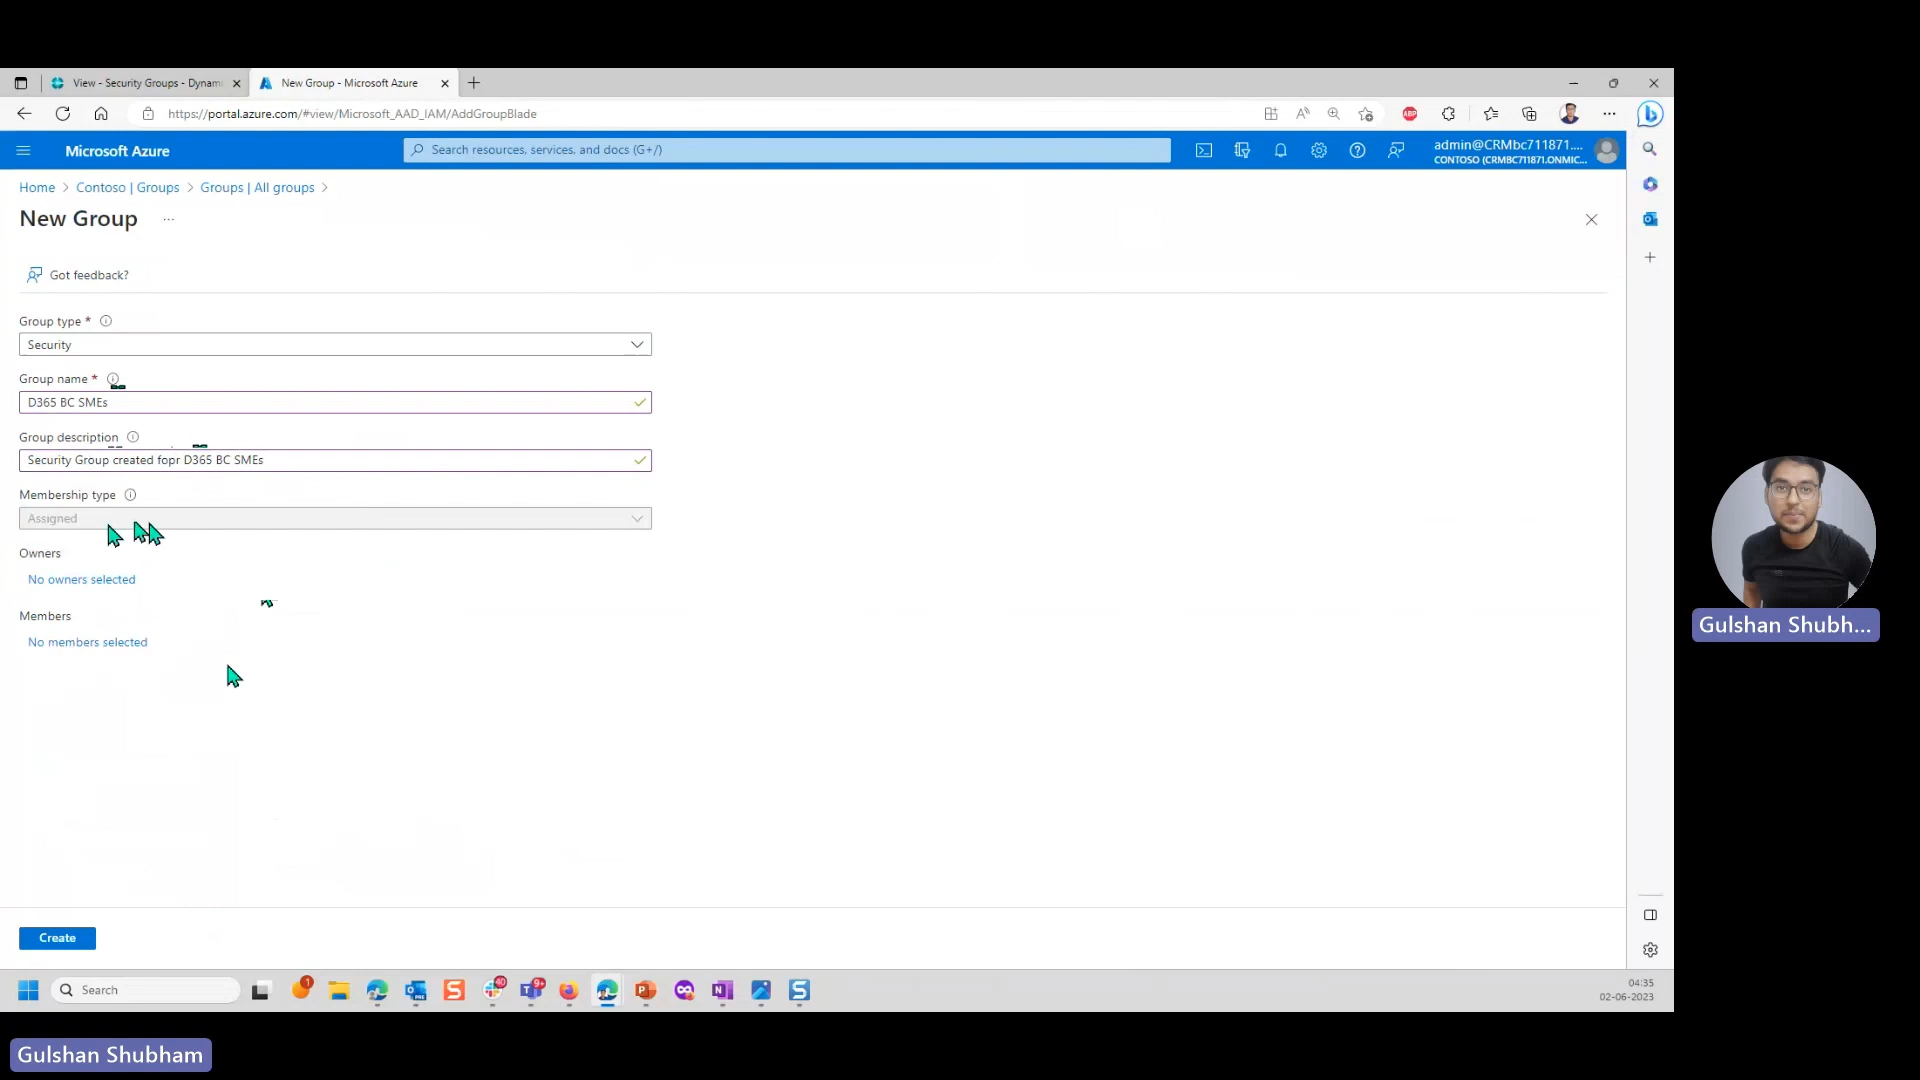 View - Security Groups - Dynam
New Group - Microsoft Azure
https://portal.azure.com/#view/Microsoft_AAD_IAM/AddGroupBlade
ABP
Microsoft Azure
Search resources, services, and docs (G+/)
admin@CRMbc711871....
CONTOSO (CRMBC711871.ONMIC...
Home > Contoso | Groups > Groups | All groups >
New Group ...
Got feedback?
Group type *
Security
Group name *
D365 BC SMEs
Group description
Security Group created fopr D365 BC SMEs
Membership type
Assigned
Owners
No owners selected
Members
No members selected
Gulshan Shubh...
Create
Search
1
40
9+
04:35
02-06-2023
Gulshan Shubham